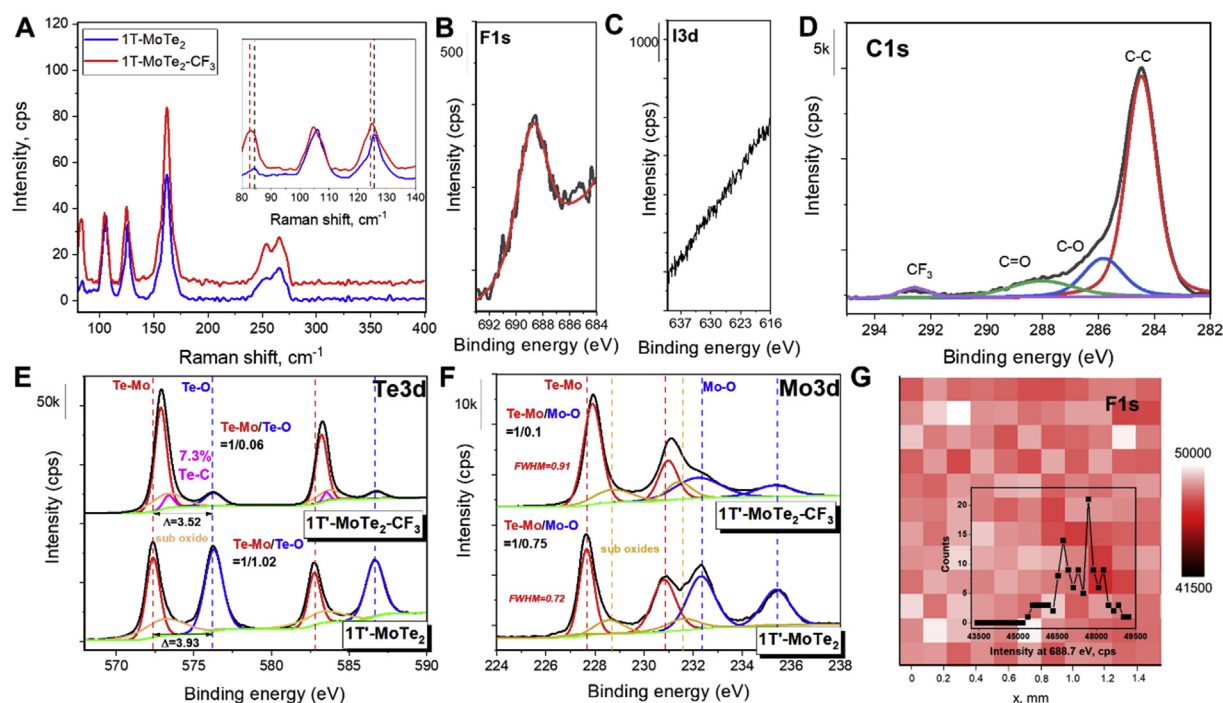 A
1T-MoTe2
1T-MoTe2-CF3
Intensity, cps
120
100
80
60
40
20
0
100 150 200 250 300 350 400
Raman shift, cm-1
80 90 100 110 120 130 140
Raman shift, cm-1
B
500
F1s
Intensity (cps)
692 690 688 686 684
Binding energy (eV)
C
1000
I3d
Intensity (cps)
637 630 623 616
Binding energy (eV)
D
5k
C1s
C-C
C-O
C=O
CF3
Intensity (cps)
294 292 290 288 286 284 282
Binding energy (eV)
E
50k
Te-Mo
Te-O
Te3d
Te-Mo/Te-O
=1/0.06
7.3%
Te-C
1T'-MoTe2-CF3
Δ=3.52
sub oxide
Te-Mo/Te-O
=1/1.02
Δ=3.93
1T'-MoTe2
Intensity (cps)
570 575 580 585 590
Binding energy (eV)
F
10k
Te-Mo
Mo-O
Mo3d
Te-Mo/Mo-O
=1/0.1
FWHM=0.91
1T'-MoTe2-CF3
Te-Mo/Mo-O
=1/0.75
sub oxides
FWHM=0.72
1T'-MoTe2
Intensity (cps)
224 226 228 230 232 234 236 238
Binding energy (eV)
G
F1s
50000
41500
Counts
25
20
15
10
5
0
43500 45000 46500 48000 49500
Intensity at 688.7 eV, cps
0 0.2 0.4 0.6 0.8 1.0 1.2 1.4
x, mm